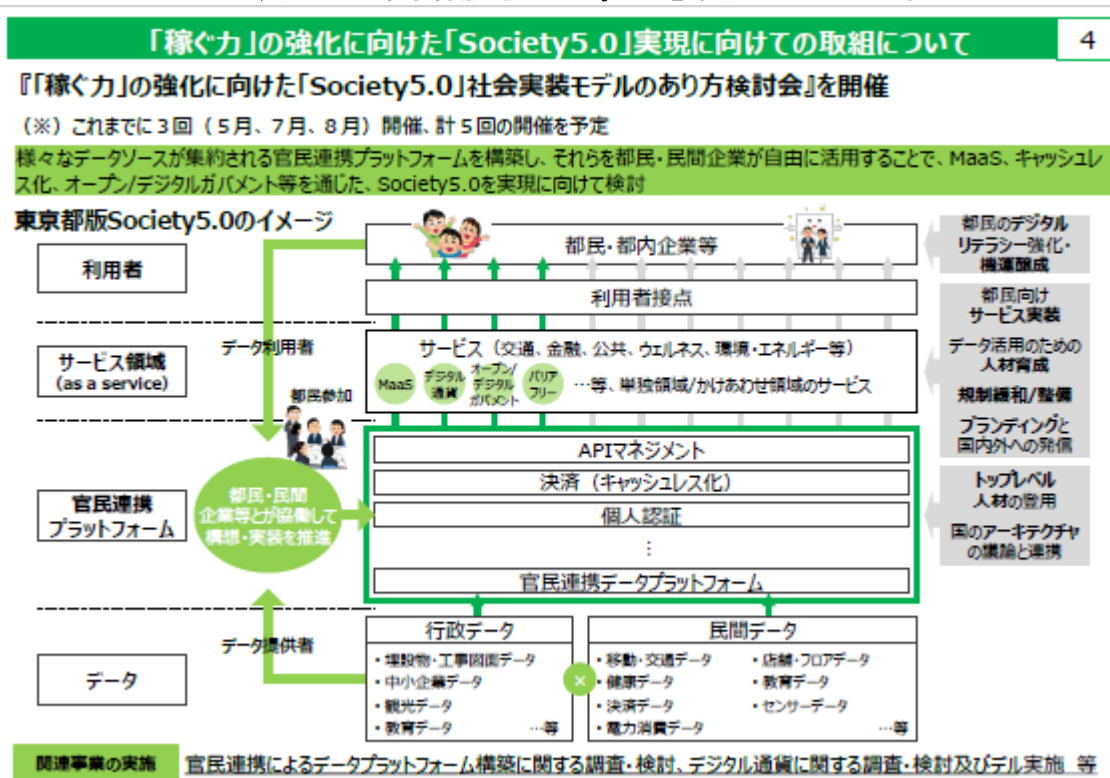 「稼ぐ力」の強化に向けた「Society5.0」実現に向けての取組について
4
『「稼ぐ力」の強化に向けた「Society5.0」社会実装モデルのあり方検討会』を開催
（※）これまでに３回（５月、７月、８月）開催、計５回の開催を予定
様々なデータソースが集約される官民連携プラットフォームを構築し、それらを都民・民間企業が自由に活用することで、MaaS、キャッシュレ
ス化、オープン/デジタルガバメント等を通じた、Society5.0を実現に向けて検討
東京都版Society5.0のイメージ
利用者
都民・都内企業等
利用者接点
都民のデジタル
リテラシー強化・
機運醸成
データ利用者
サービス領域
(as a service)
サービス（交通、金融、公共、ウェルネス、環境・エネルギー等）
MaaS
デジタル
通貨
オープン/
デジタル
ガバメント
バリア
フリー
…等、単独領域/かけあわせ領域のサービス
都民向け
サービス実装
データ活用のための
人材育成
規制緩和/整備
ブランディングと
国内外への発信
都民参加
官民連携
プラットフォーム
都民・民間
企業等とが協働して
構想・実装を推進
APIマネジメント
決済（キャッシュレス化）
個人認証
⋮
官民連携データプラットフォーム
トップレベル
人材の登用
国のアーキテクチャ
の議論と連携
データ提供者
データ
行政データ
・埋設物・工事図面データ
・中小企業データ
・観光データ
・教育データ …等
×
民間データ
・移動・交通データ ・店舗・フロアデータ
・健康データ ・教育データ
・決済データ ・センサーデータ
・電力消費データ …等
関連事業の実施
官民連携によるデータプラットフォーム構築に関する調査・検討、デジタル通貨に関する調査・検討及びデル実施 等